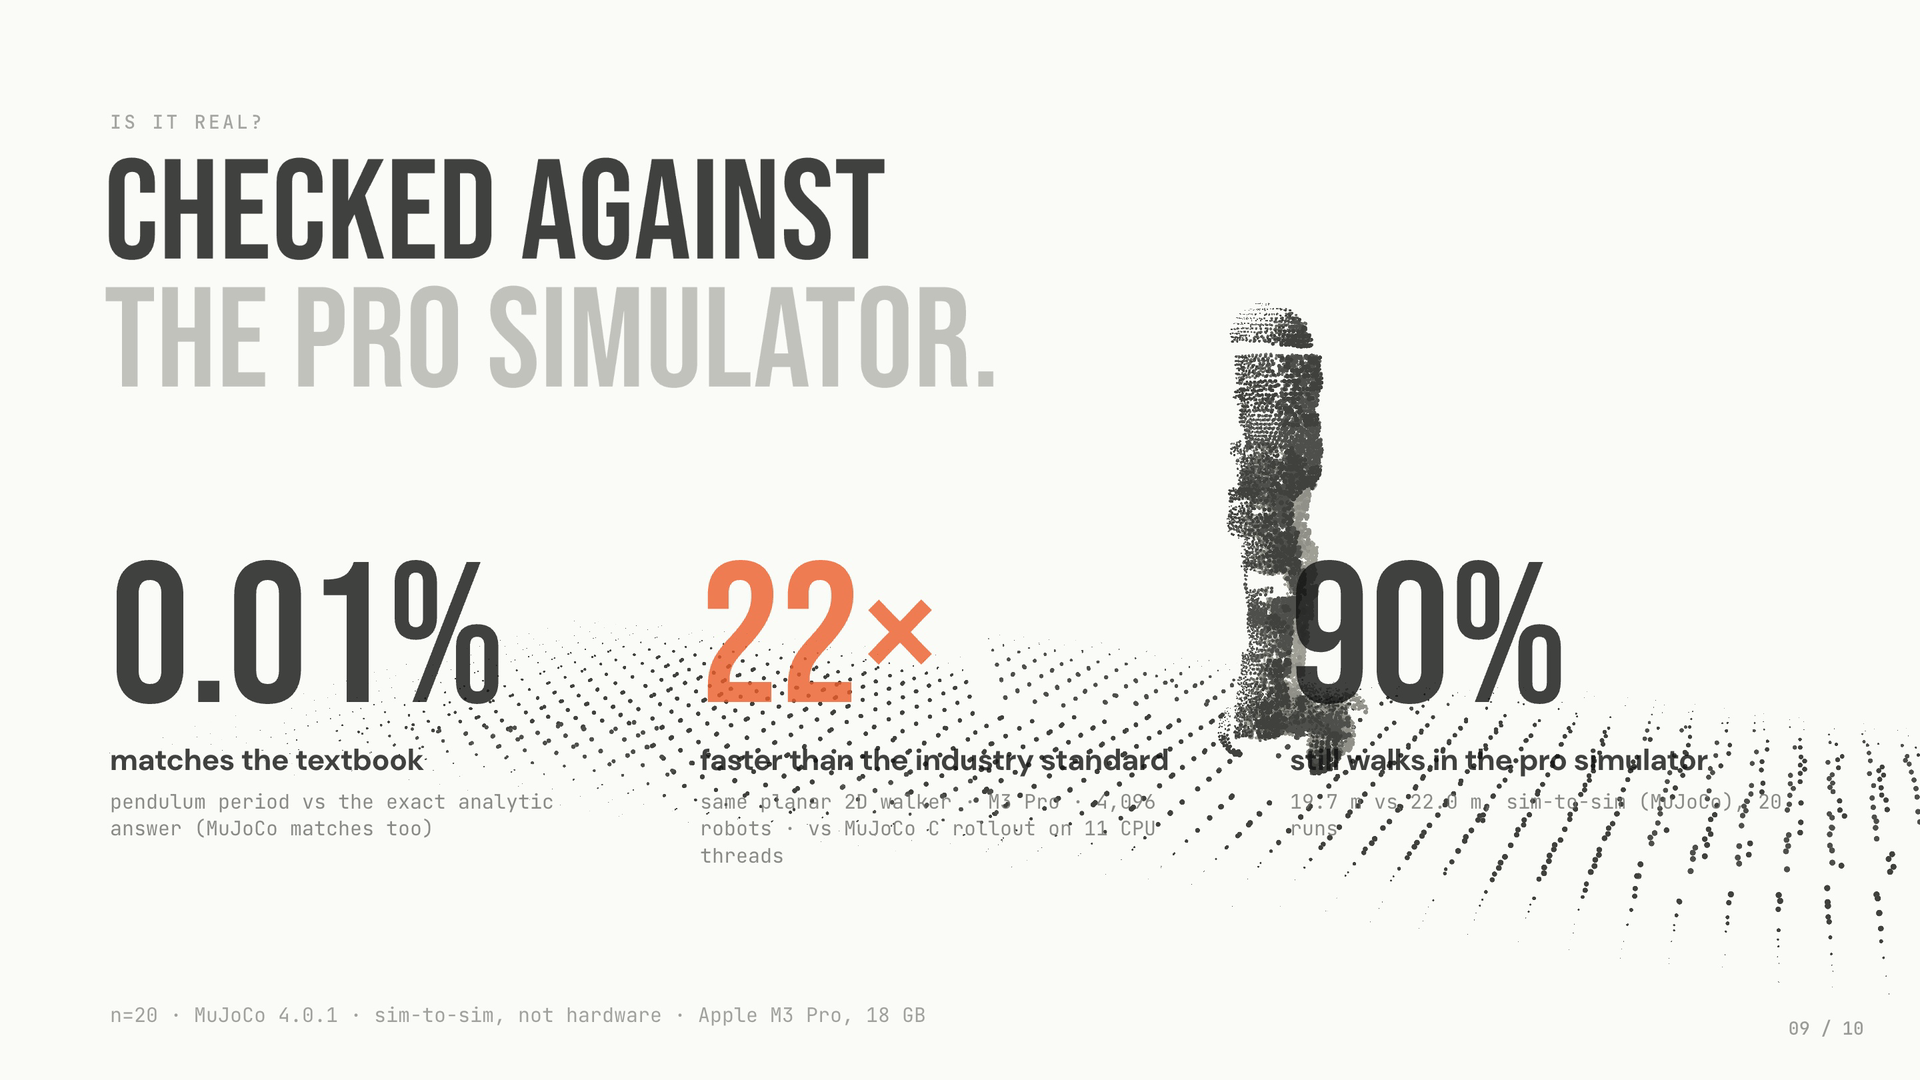 IS IT REAL?
CHECKED AGAINST
THE PRO SIMULATOR.
0.01%
matches the textbook
pendulum period vs the exact analytic
answer (MuJoCo matches too)
22×
faster than the industry standard
same planar 2D walker · M3 Pro · 4,096
robots · vs MuJoCo C rollout on 11 CPU
threads
90%
still walks in the pro simulator
19.7 m vs 22.0 m, sim-to-sim (MuJoCo), 20
runs
n=20 · MuJoCo 4.0.1 · sim-to-sim, not hardware · Apple M3 Pro, 18 GB
09 / 10